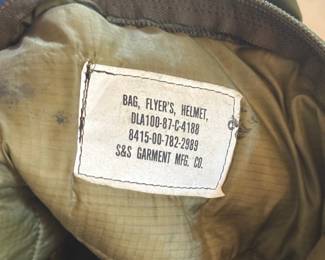 BAG, FLYER'S, HELMET,
DLA100-87-C-4188
8415-00-782-2989
S&S GARMENT MFG. CO.